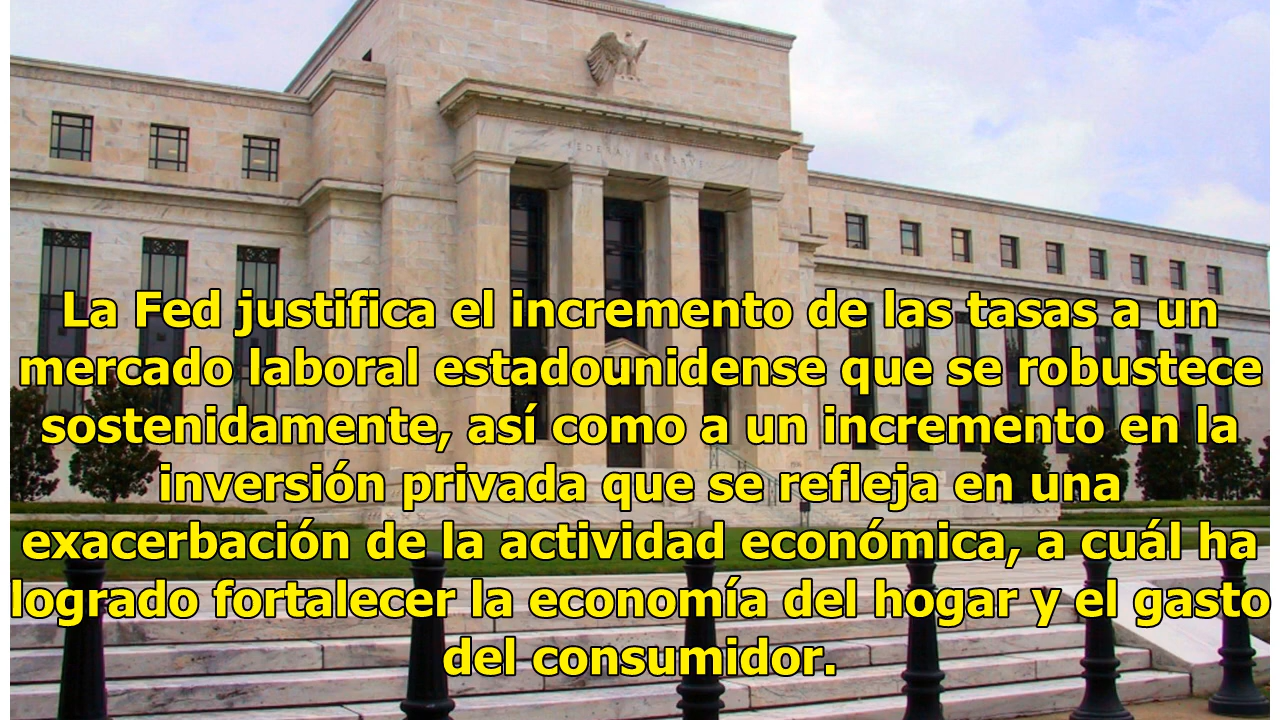 FEDERAL RESERVE
La Fed justifica el incremento de las tasas a un
mercado laboral estadounidense que se robustece
sostenidamente, así como a un incremento en la
inversión privada que se refleja en una
exacerbación de la actividad económica, a cuál ha
logrado fortalecer la economía del hogar y el gasto
del consumidor.